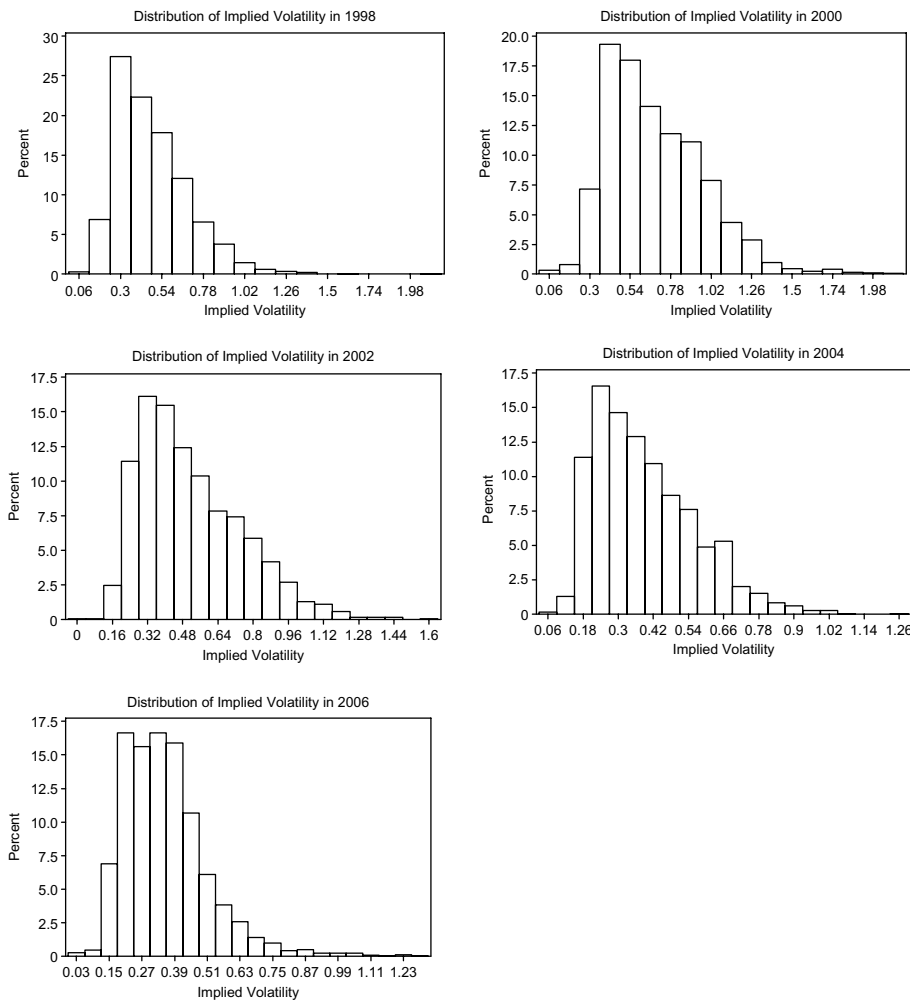 Distribution of Implied Volatility in 1998
30
25
20
15
10
5
0
Percent
0.06 0.3 0.54 0.78 1.02 1.26 1.5 1.74 1.98
Implied Volatility
Distribution of Implied Volatility in 2000
20.0
17.5
15.0
12.5
10.0
7.5
5.0
2.5
0
Percent
0.06 0.3 0.54 0.78 1.02 1.26 1.5 1.74 1.98
Implied Volatility
Distribution of Implied Volatility in 2002
17.5
15.0
12.5
10.0
7.5
5.0
2.5
0
Percent
0 0.16 0.32 0.48 0.64 0.8 0.96 1.12 1.28 1.44 1.6
Implied Volatility
Distribution of Implied Volatility in 2004
17.5
15.0
12.5
10.0
7.5
5.0
2.5
0
Percent
0.06 0.18 0.3 0.42 0.54 0.66 0.78 0.9 1.02 1.14 1.26
Implied Volatility
Distribution of Implied Volatility in 2006
17.5
15.0
12.5
10.0
7.5
5.0
2.5
0
Percent
0.03 0.15 0.27 0.39 0.51 0.63 0.75 0.87 0.99 1.11 1.23
Implied Volatility